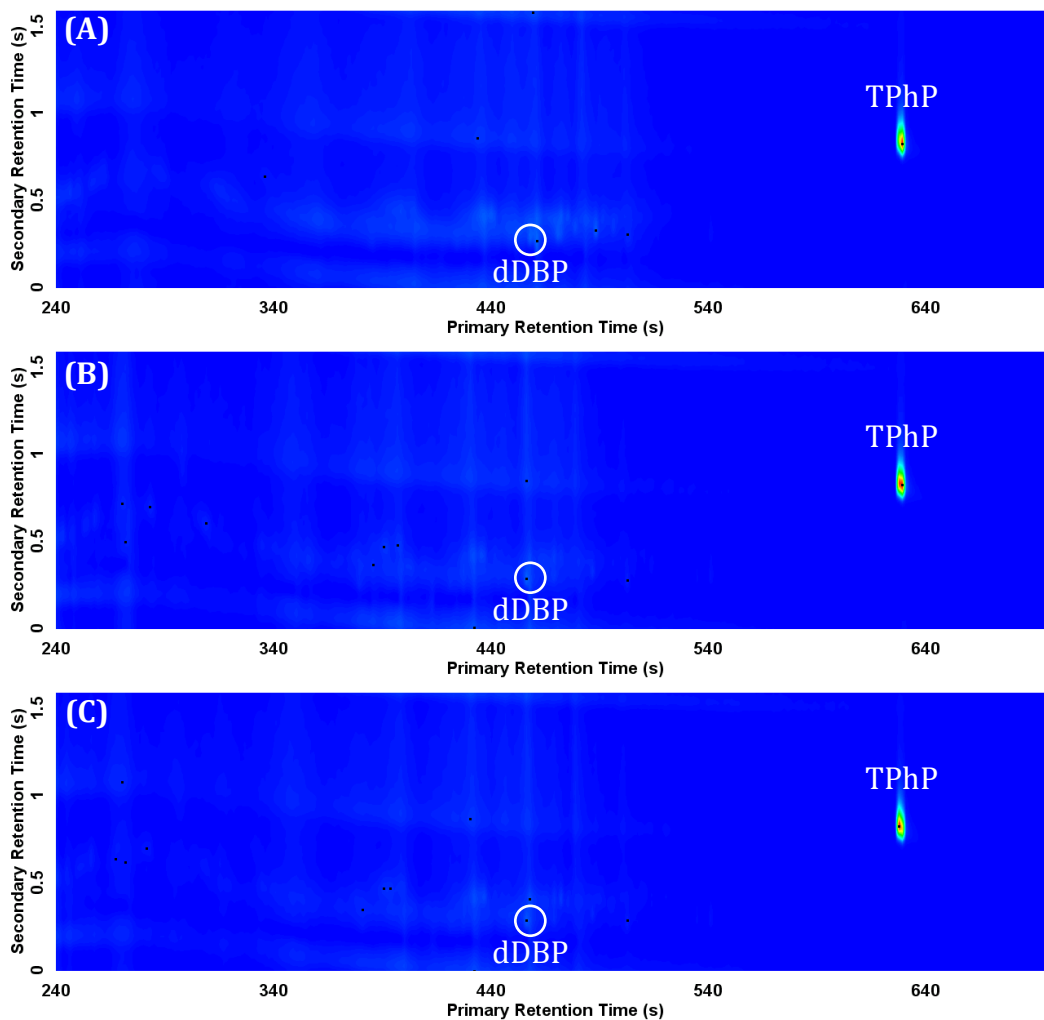 (A)
TPhP
dDBP
Secondary Retention Time (s)
0 0.5 1 1.5
240 340 440 540 640
Primary Retention Time (s)
(B)
TPhP
dDBP
Secondary Retention Time (s)
0 0.5 1 1.5
240 340 440 540 640
Primary Retention Time (s)
(C)
TPhP
dDBP
Secondary Retention Time (s)
0 0.5 1 1.5
240 340 440 540 640
Primary Retention Time (s)